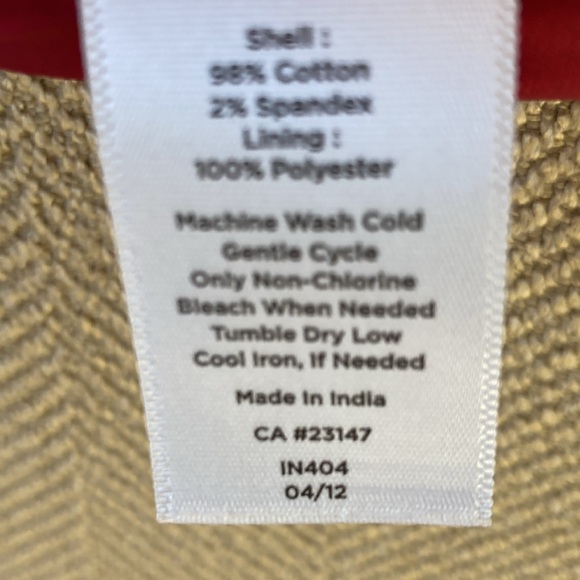 Shell :
98% Cotton
2% Spandex
Lining :
100% Polyester
Machine Wash Cold
Gentle Cycle
Only Non-Chlorine
Bleach When Needed
Tumble Dry Low
Cool Iron, If Needed
Made In India
CA #23147
IN404
04/12